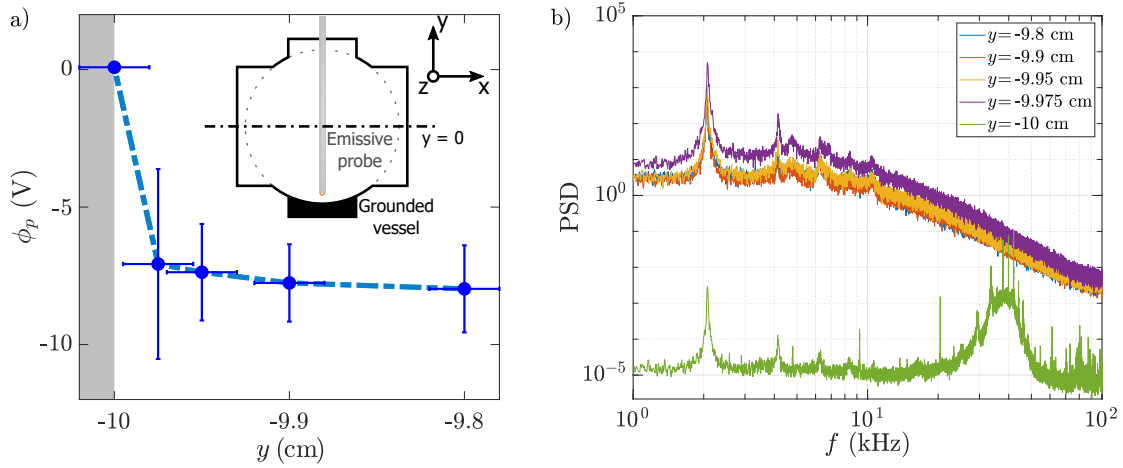 a)
0
-5
-10
ϕ_p (V)
-10
-9.9
-9.8
y (cm)
y
z
x
y = 0
Emissive
probe
Grounded
vessel
b)
10^5
10^0
10^-5
PSD
10^0
10^1
10^2
f (kHz)
y = -9.8 cm
y = -9.9 cm
y = -9.95 cm
y = -9.975 cm
y = -10 cm